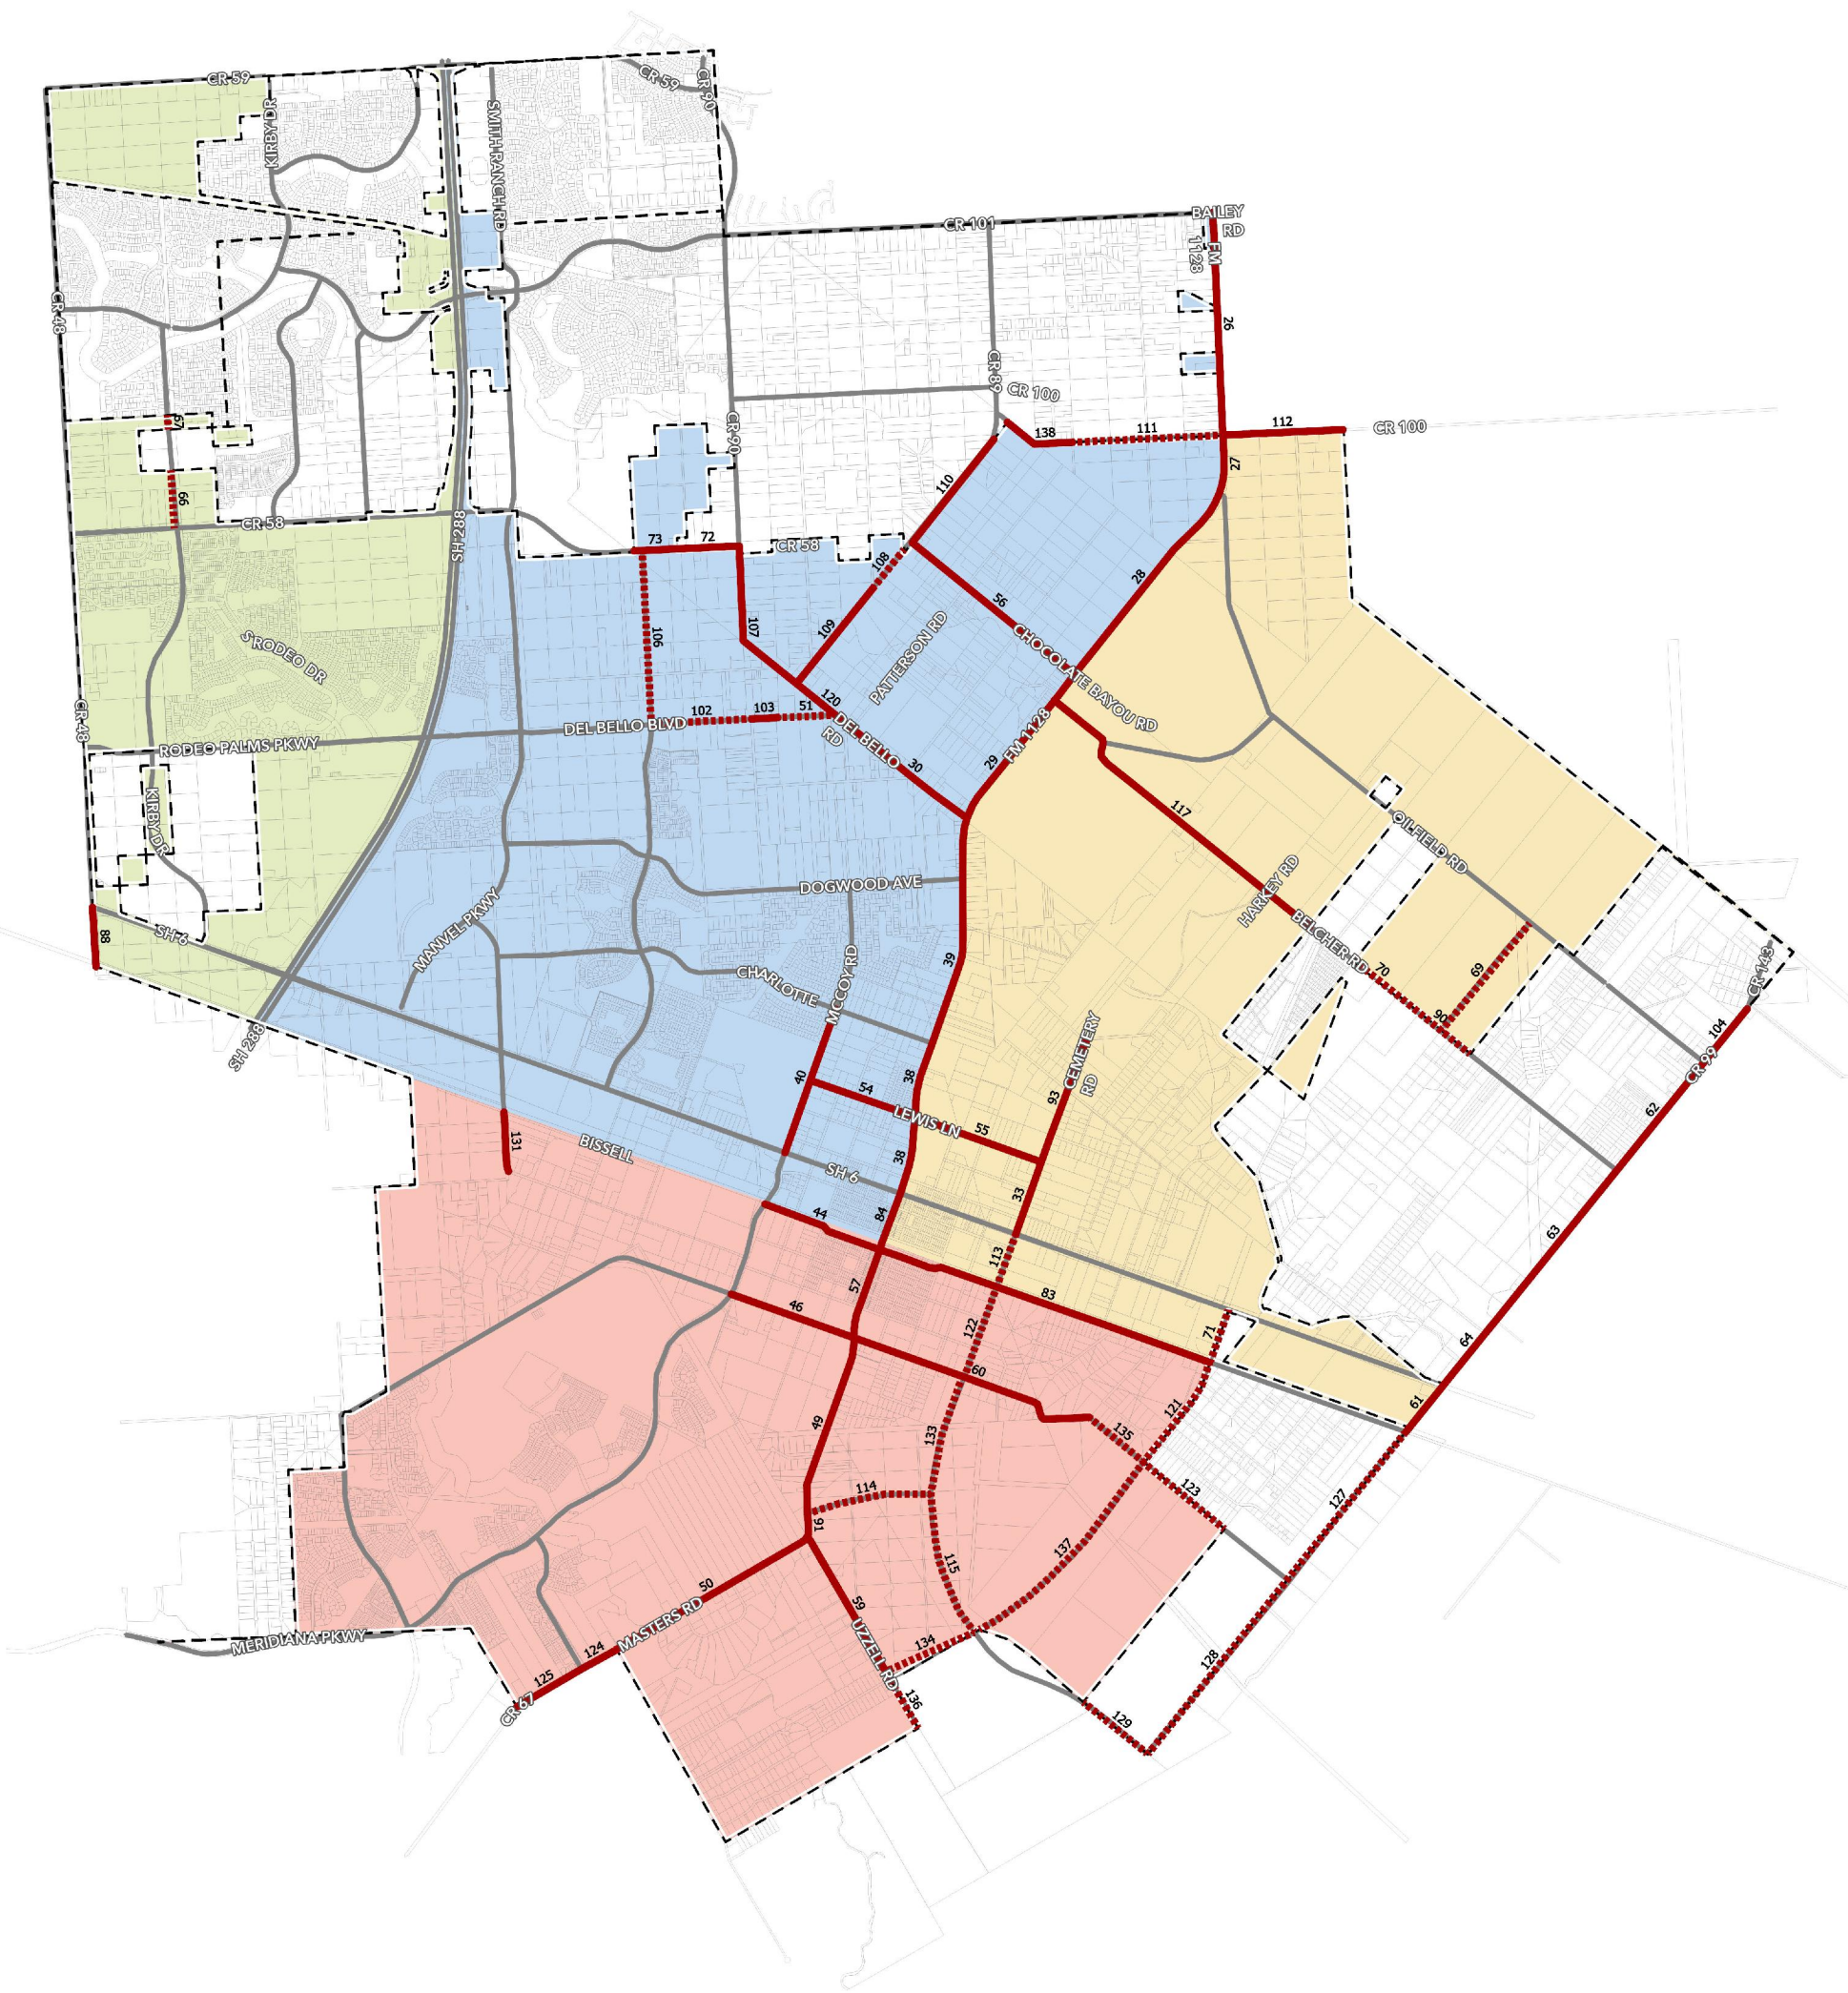 CR 59
CR 59
CR 90
KIRBY DR
SMITH RANCH RD
CR 101
BAILEY
RD
FM
1128
CR 48
26
CR 89
CR 100
67
CR 90
138
111
112
CR 100
27
110
66
CR 58
SH 288
73
72
CR 58
108
28
56
107
109
106
CHOCOLATE BAYOU RD
PATTERSON RD
S RODEO DR
120
102
103
51
CR 48
DEL BELLO BLVD
RODEO PALMS PKWY
DEL BELLO
RD
FM 1128
29
30
KIRBY DR
117
OILFIELD RD
DOGWOOD AVE
HARKEY RD
MANVEL PKWY
BELCHER RD
88
SH 6
39
70
69
CHARLOTTE
MCCOY RD
CR 143
90
104
SH 288
CEMETERY
RD
CR 99
40
38
54
93
62
LEWIS LN
55
131
BISSELL
38
SH 6
33
44
84
63
113
57
83
46
122
71
64
60
61
49
121
133
135
114
123
127
91
115
137
50
59
MASTERS RD
UZZELL RD
MERIDIANA PKWY
134
128
124
125
CR 67
136
129